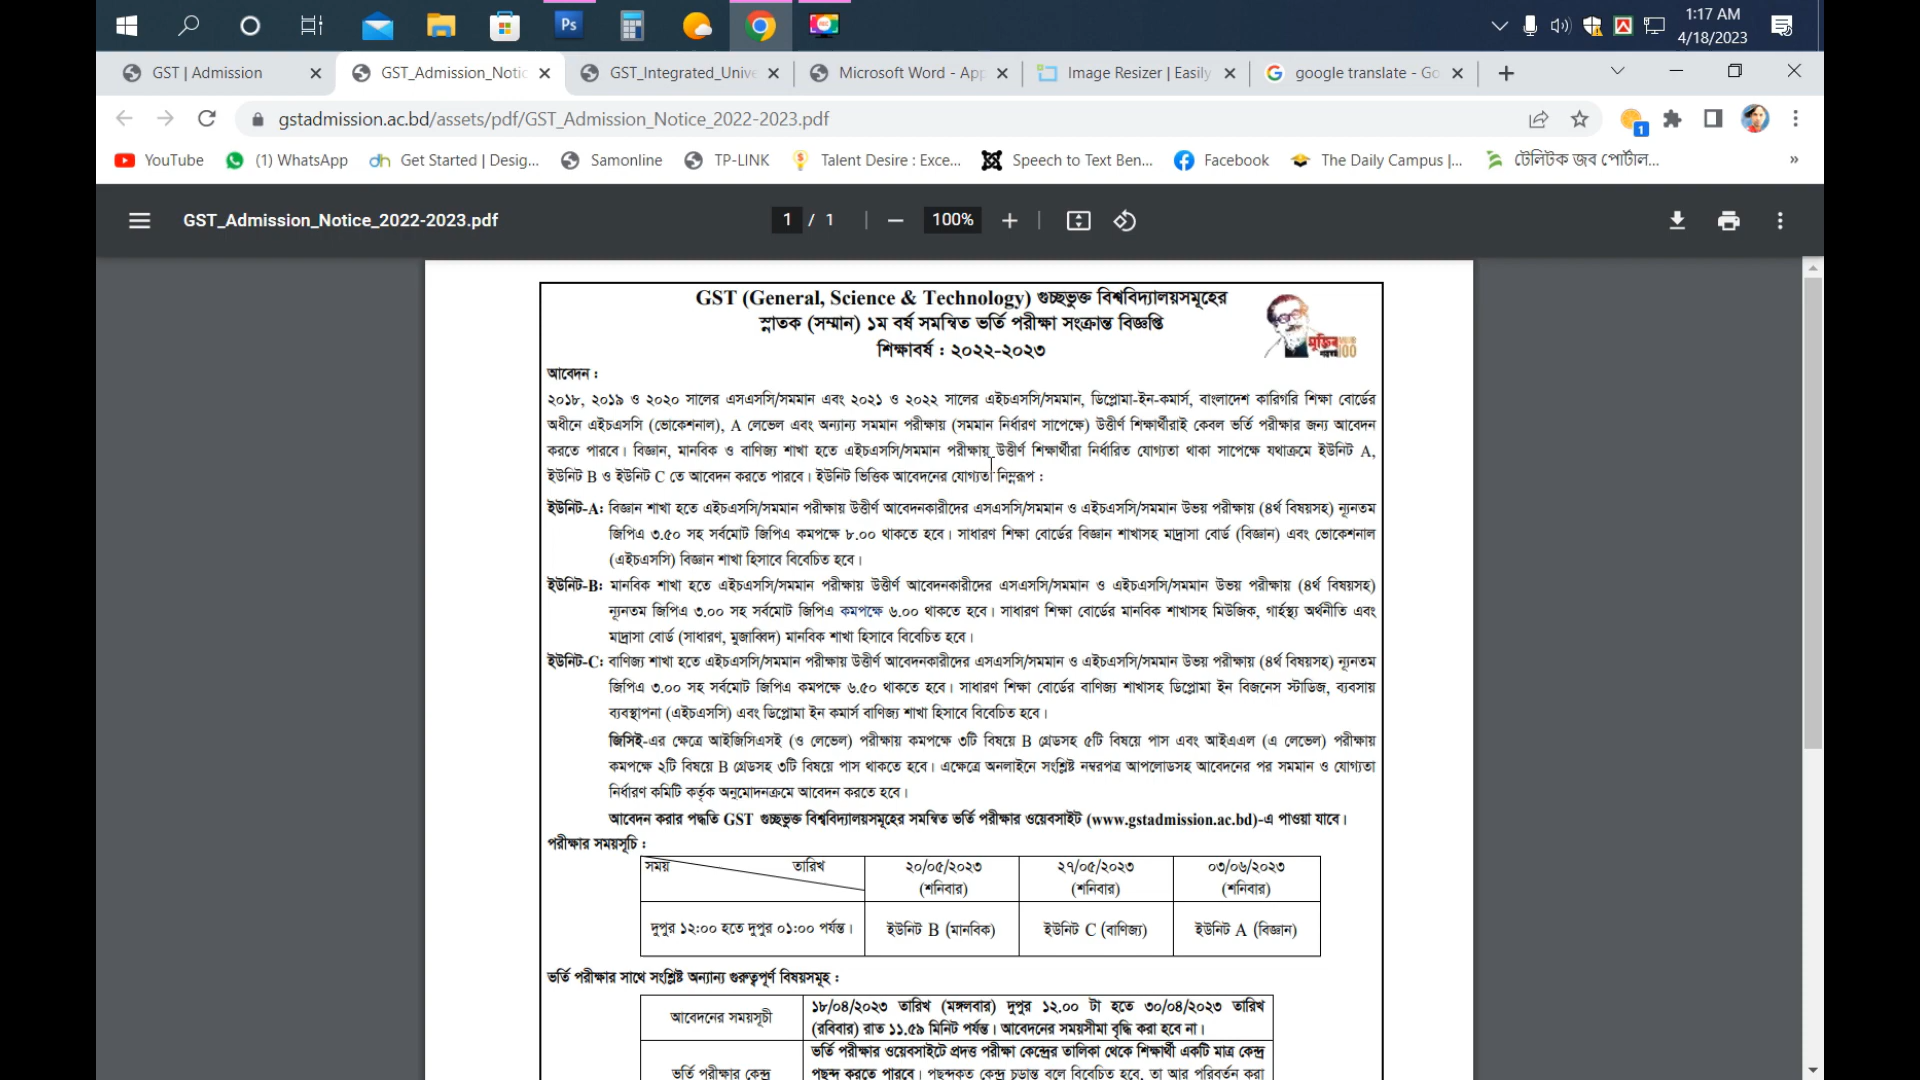 1:17 AM
4/18/2023
GST | Admission
GST_Admission_Notic
GST_Integrated_Unive
Microsoft Word - App
Image Resizer | Easily
google translate - Go
gstadmission.ac.bd/assets/pdf/GST_Admission_Notice_2022-2023.pdf
YouTube
(1) WhatsApp
Get Started | Desig...
Samonline
TP-LINK
Talent Desire : Exce...
Speech to Text Ben...
Facebook
The Daily Campus |...
টেলিটক জব পোর্টাল...
GST_Admission_Notice_2022-2023.pdf
1 / 1
100%
GST (General, Science & Technology) গুচ্ছভুক্ত বিশ্ববিদ্যালয়সমূহের
স্নাতক (সম্মান) ১ম বর্ষ সমন্বিত ভর্তি পরীক্ষা সংক্রান্ত বিজ্ঞপ্তি
শিক্ষাবর্ষ : ২০২২-২০২৩
আবেদন :
২০১৮, ২০১৯ ও ২০২০ সালের এসএসসি/সমমান এবং ২০২১ ও ২০২২ সালের এইচএসসি/সমমান, ডিপ্লোমা-ইন-কমার্স, বাংলাদেশ কারিগরি শিক্ষা বোর্ডের
অধীনে এইচএসসি (ভোকেশনাল), A লেভেল এবং অন্যান্য সমমান পরীক্ষায় (সমমান নির্ধারণ সাপেক্ষে) উত্তীর্ণ শিক্ষার্থীরাই কেবল ভর্তি পরীক্ষার জন্য আবেদন
করতে পারবে। বিজ্ঞান, মানবিক ও বাণিজ্য শাখা হতে এইচএসসি/সমমান পরীক্ষায় উত্তীর্ণ শিক্ষার্থীরা নির্ধারিত যোগ্যতা থাকা সাপেক্ষে যথাক্রমে ইউনিট A,
ইউনিট B ও ইউনিট C তে আবেদন করতে পারবে। ইউনিট ভিত্তিক আবেদনের যোগ্যতা নিম্নরূপ :
ইউনিট-A: বিজ্ঞান শাখা হতে এইচএসসি/সমমান পরীক্ষায় উত্তীর্ণ আবেদনকারীদের এসএসসি/সমমান ও এইচএসসি/সমমান উভয় পরীক্ষায় (৪র্থ বিষয়সহ) ন্যূনতম
জিপিএ ৩.৫০ সহ সর্বমোট জিপিএ কমপক্ষে ৮.০০ থাকতে হবে। সাধারণ শিক্ষা বোর্ডের বিজ্ঞান শাখাসহ মাদ্রাসা বোর্ড (বিজ্ঞান) এবং ভোকেশনাল
(এইচএসসি) বিজ্ঞান শাখা হিসাবে বিবেচিত হবে।
ইউনিট-B: মানবিক শাখা হতে এইচএসসি/সমমান পরীক্ষায় উত্তীর্ণ আবেদনকারীদের এসএসসি/সমমান ও এইচএসসি/সমমান উভয় পরীক্ষায় (৪র্থ বিষয়সহ)
ন্যূনতম জিপিএ ৩.০০ সহ সর্বমোট জিপিএ কমপক্ষে ৬.০০ থাকতে হবে। সাধারণ শিক্ষা বোর্ডের মানবিক শাখাসহ মিউজিক, গার্হস্থ্য অর্থনীতি এবং
মাদ্রাসা বোর্ড (সাধারণ, মুজাব্বিদ) মানবিক শাখা হিসাবে বিবেচিত হবে।
ইউনিট-C: বাণিজ্য শাখা হতে এইচএসসি/সমমান পরীক্ষায় উত্তীর্ণ আবেদনকারীদের এসএসসি/সমমান ও এইচএসসি/সমমান উভয় পরীক্ষায় (৪র্থ বিষয়সহ) ন্যূনতম
জিপিএ ৩.০০ সহ সর্বমোট জিপিএ কমপক্ষে ৬.৫০ থাকতে হবে। সাধারণ শিক্ষা বোর্ডের বাণিজ্য শাখাসহ ডিপ্লোমা ইন বিজনেস স্টাডিজ, ব্যবসায়
ব্যবস্থাপনা (এইচএসসি) এবং ডিপ্লোমা ইন কমার্স বাণিজ্য শাখা হিসাবে বিবেচিত হবে।
জিসিই-এর ক্ষেত্রে আইজিসিএসই (ও লেভেল) পরীক্ষায় কমপক্ষে ৩টি বিষয়ে B গ্রেডসহ ৫টি বিষয়ে পাস এবং আইএএল (এ লেভেল) পরীক্ষায়
কমপক্ষে ২টি বিষয়ে B গ্রেডসহ ৩টি বিষয়ে পাস থাকতে হবে। এক্ষেত্রে অনলাইনে সংশ্লিষ্ট নম্বরপত্র আপলোডসহ আবেদনের পর সমমান ও যোগ্যতা
নির্ধারণ কমিটি কর্তৃক অনুমোদনক্রমে আবেদন করতে হবে।
আবেদন করার পদ্ধতি GST গুচ্ছভুক্ত বিশ্ববিদ্যালয়সমূহের সমন্বিত ভর্তি পরীক্ষার ওয়েবসাইট (www.gstadmission.ac.bd)-এ পাওয়া যাবে।
পরীক্ষার সময়সূচি :
সময় তারিখ
২০/০৫/২০২৩
(শনিবার)
২৭/০৫/২০২৩
(শনিবার)
০৩/০৬/২০২৩
(শনিবার)
দুপুর ১২:০০ হতে দুপুর ০১:০০ পর্যন্ত।
ইউনিট B (মানবিক)
ইউনিট C (বাণিজ্য)
ইউনিট A (বিজ্ঞান)
ভর্তি পরীক্ষার সাথে সংশ্লিষ্ট অন্যান্য গুরুত্বপূর্ণ বিষয়সমূহ :
আবেদনের সময়সূচী
১৮/০৪/২০২৩ তারিখ (মঙ্গলবার) দুপুর ১২.০০ টা হতে ৩০/০৪/২০২৩ তারিখ
(রবিবার) রাত ১১.৫৯ মিনিট পর্যন্ত। আবেদনের সময়সীমা বৃদ্ধি করা হবে না।
ভর্তি পরীক্ষার কেন্দ্র
ভর্তি পরীক্ষার ওয়েবসাইটে প্রদত্ত পরীক্ষা কেন্দ্রের তালিকা থেকে শিক্ষার্থী একটি মাত্র কেন্দ্র
পছন্দ করতে পারবে। পছন্দকৃত কেন্দ্র চূড়ান্ত বলে বিবেচিত হবে, তা আর পরিবর্তন করা